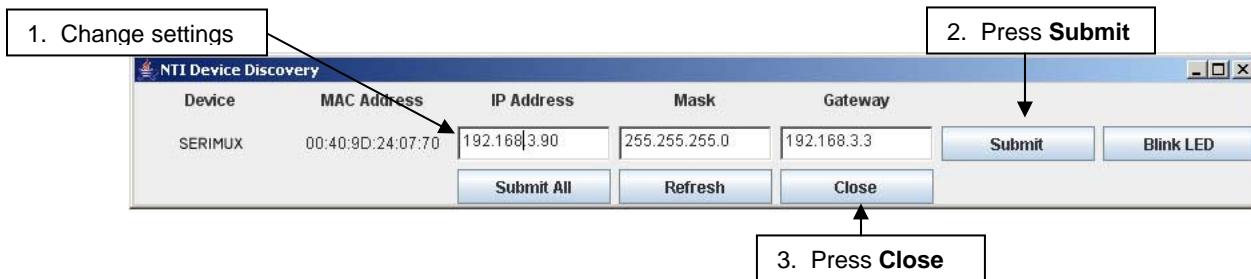 1. Change settings
2. Press Submit
NTI Device Discovery
Device MAC Address IP Address Mask Gateway
SERIMUX 00:40:9D:24:07:70 192.168.3.90 255.255.255.0 192.168.3.3 Submit Blink LED
Submit All Refresh Close
3. Press Close